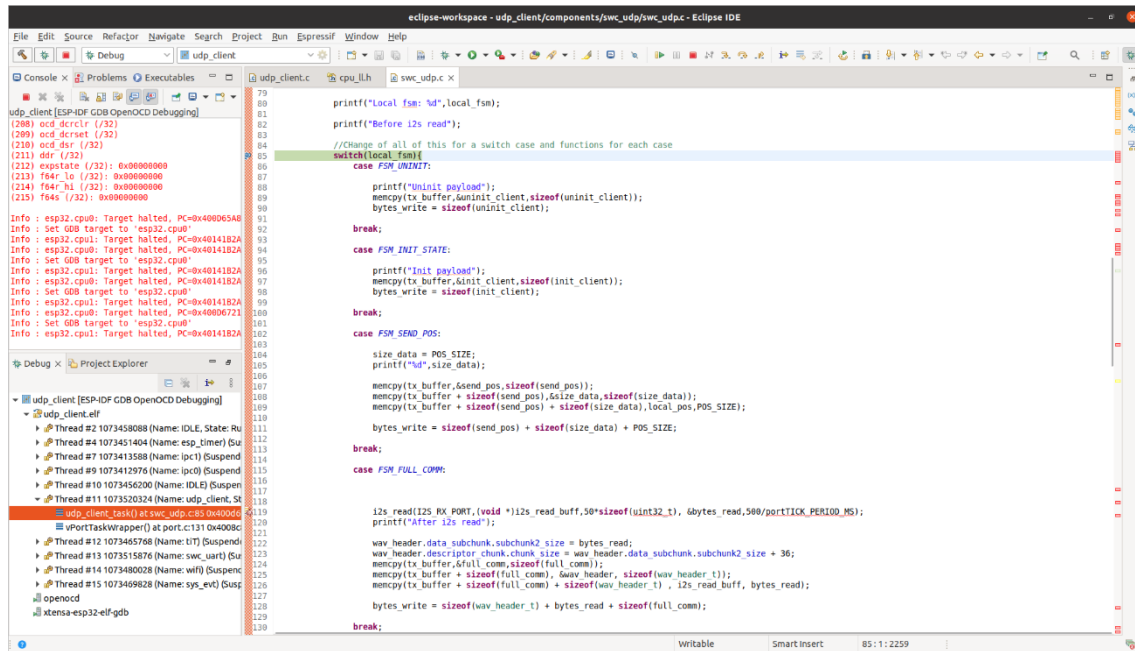 eclipse-workspace - udp_client/components/swc_udp/swc_udp.c - Eclipse IDE
File Edit Source Refactor Navigate Search Project Run Espressif Window Help
Debug
udp_client
Console
Problems
Executables
udp_client [ESP-IDF GDB OpenOCD Debugging]
(208) ocd_dcrclr (/32)
(209) ocd_dcrset (/32)
(210) ocd_dsr (/32)
(211) ddr (/32)
(212) expstate (/32): 0x00000000
(213) f64r_lo (/32): 0x00000000
(214) f64r_hi (/32): 0x00000000
(215) f64s (/32): 0x00000000
Info : esp32.cpu0: Target halted, PC=0x400D65A8
Info : Set GDB target to 'esp32.cpu0'
Info : esp32.cpu1: Target halted, PC=0x40141B2A
Info : esp32.cpu0: Target halted, PC=0x40141B2A
Info : Set GDB target to 'esp32.cpu0'
Info : esp32.cpu1: Target halted, PC=0x40141B2A
Info : esp32.cpu0: Target halted, PC=0x40141B2A
Info : Set GDB target to 'esp32.cpu0'
Info : esp32.cpu1: Target halted, PC=0x40141B2A
Info : esp32.cpu0: Target halted, PC=0x400D6721
Info : Set GDB target to 'esp32.cpu0'
Info : esp32.cpu1: Target halted, PC=0x40141B2A
Debug
Project Explorer
udp_client [ESP-IDF GDB OpenOCD Debugging]
udp_client.elf
Thread #2 1073458088 (Name: IDLE, State: Ru
Thread #4 1073451404 (Name: esp_timer) (Su
Thread #7 1073413588 (Name: ipc1) (Suspend
Thread #9 1073412976 (Name: ipc0) (Suspend
Thread #10 1073456200 (Name: IDLE) (Suspen
Thread #11 1073520324 (Name: udp_client, St
udp_client_task() at swc_udp.c:85 0x400d6
vPortTaskWrapper() at port.c:131 0x4008c
Thread #12 1073465768 (Name: tiT) (Suspend
Thread #13 1073515876 (Name: swc_uart) (Su
Thread #14 1073480028 (Name: wifi) (Suspend
Thread #15 1073469828 (Name: sys_evt) (Susp
openocd
xtensa-esp32-elf-gdb
udp_client.c
cpu_ll.h
swc_udp.c
79
80 printf("Local fsm: %d",local_fsm);
81
82 printf("Before i2s read");
83
84 //CHange of all of this for a switch case and functions for each case
85 switch(local_fsm){
86 case FSM_UNINIT:
87
88 printf("Uninit payload");
89 memcpy(tx_buffer,&uninit_client,sizeof(uninit_client));
90 bytes_write = sizeof(uninit_client);
91
92 break;
93
94 case FSM_INIT_STATE:
95
96 printf("Init payload");
97 memcpy(tx_buffer,&init_client,sizeof(init_client));
98 bytes_write = sizeof(init_client);
99
100 break;
101
102 case FSM_SEND_POS:
103
104 size_data = POS_SIZE;
105 printf("%d",size_data);
106
107 memcpy(tx_buffer,&send_pos,sizeof(send_pos));
108 memcpy(tx_buffer + sizeof(send_pos),&size_data,sizeof(size_data));
109 memcpy(tx_buffer + sizeof(send_pos) + sizeof(size_data),local_pos,POS_SIZE);
110
111 bytes_write = sizeof(send_pos) + sizeof(size_data) + POS_SIZE;
112
113 break;
114
115 case FSM_FULL_COMM:
116
117
118
119 i2s_read(I2S_RX_PORT,(void *)i2s_read_buff,50*sizeof(uint32_t), &bytes_read,500/portTICK_PERIOD_MS);
120 printf("After i2s read");
121
122 wav_header.data_subchunk.subchunk2_size = bytes_read;
123 wav_header.descriptor_chunk.chunk_size = wav_header.data_subchunk.subchunk2_size + 36;
124 memcpy(tx_buffer,&full_comm,sizeof(full_comm));
125 memcpy(tx_buffer + sizeof(full_comm), &wav_header, sizeof(wav_header_t));
126 memcpy(tx_buffer + sizeof(full_comm) + sizeof(wav_header_t) , i2s_read_buff, bytes_read);
127
128 bytes_write = sizeof(wav_header_t) + bytes_read + sizeof(full_comm);
129
130 break;
Writable
Smart Insert
85:1:2259